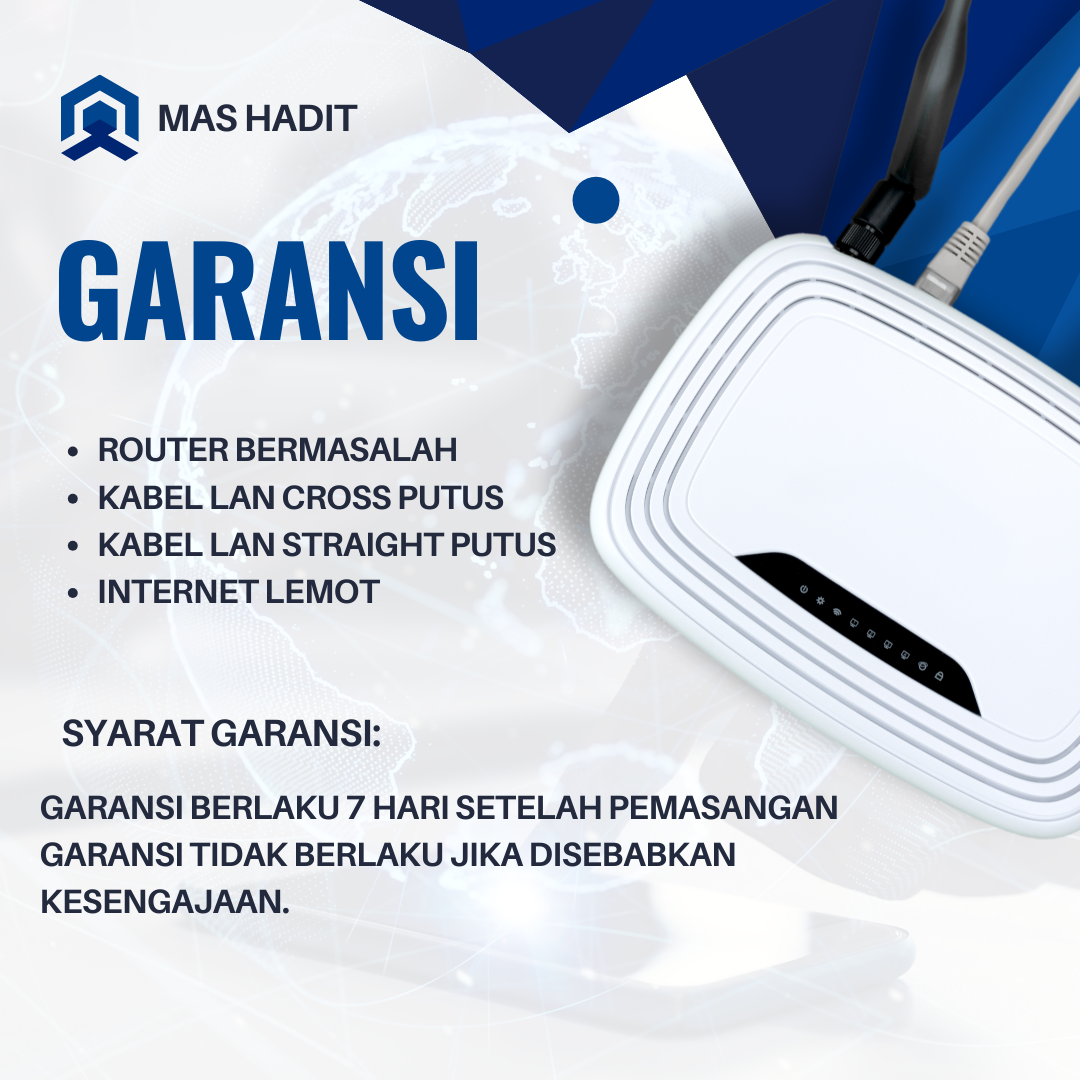 MAS HADIT
GARANSI
• ROUTER BERMASALAH
• KABEL LAN CROSS PUTUS
• KABEL LAN STRAIGHT PUTUS
• INTERNET LEMOT
SYARAT GARANSI:
GARANSI BERLAKU 7 HARI SETELAH PEMASANGAN
GARANSI TIDAK BERLAKU JIKA DISEBABKAN
KESENGAJAAN.